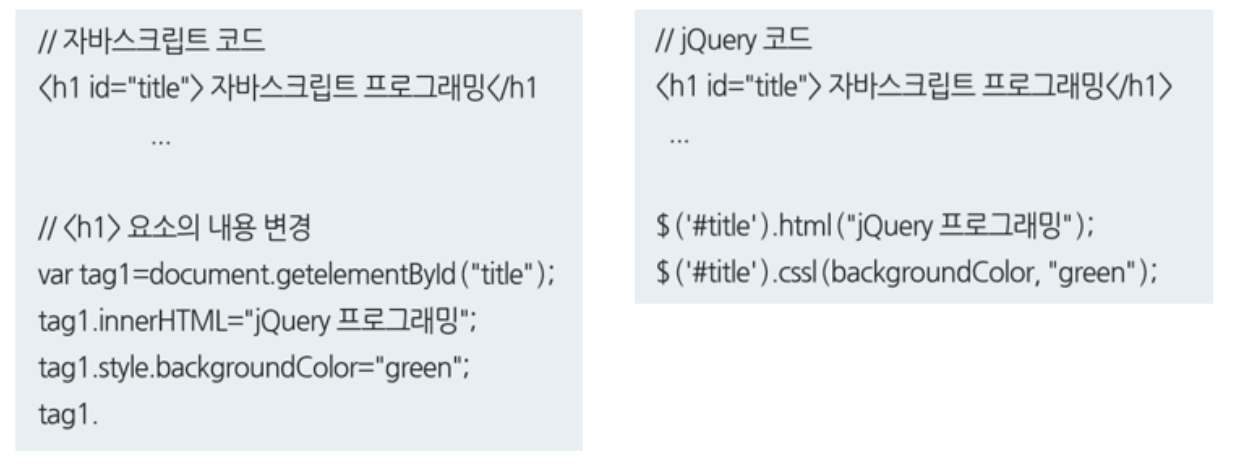 // 자바스크립트 코드
〈h1 id="title"〉 자바스크립트 프로그래밍〈/h1
...
// 〈h1〉 요소의 내용 변경
var tag1=document.getelementById ("title");
tag1.innerHTML="jQuery 프로그래밍";
tag1.style.backgroundColor="green";
tag1.
// jQuery 코드
〈h1 id="title"〉 자바스크립트 프로그래밍〈/h1〉
...
$ ('#title').html ("jQuery 프로그래밍");
$ ('#title').cssl (backgroundColor, "green");